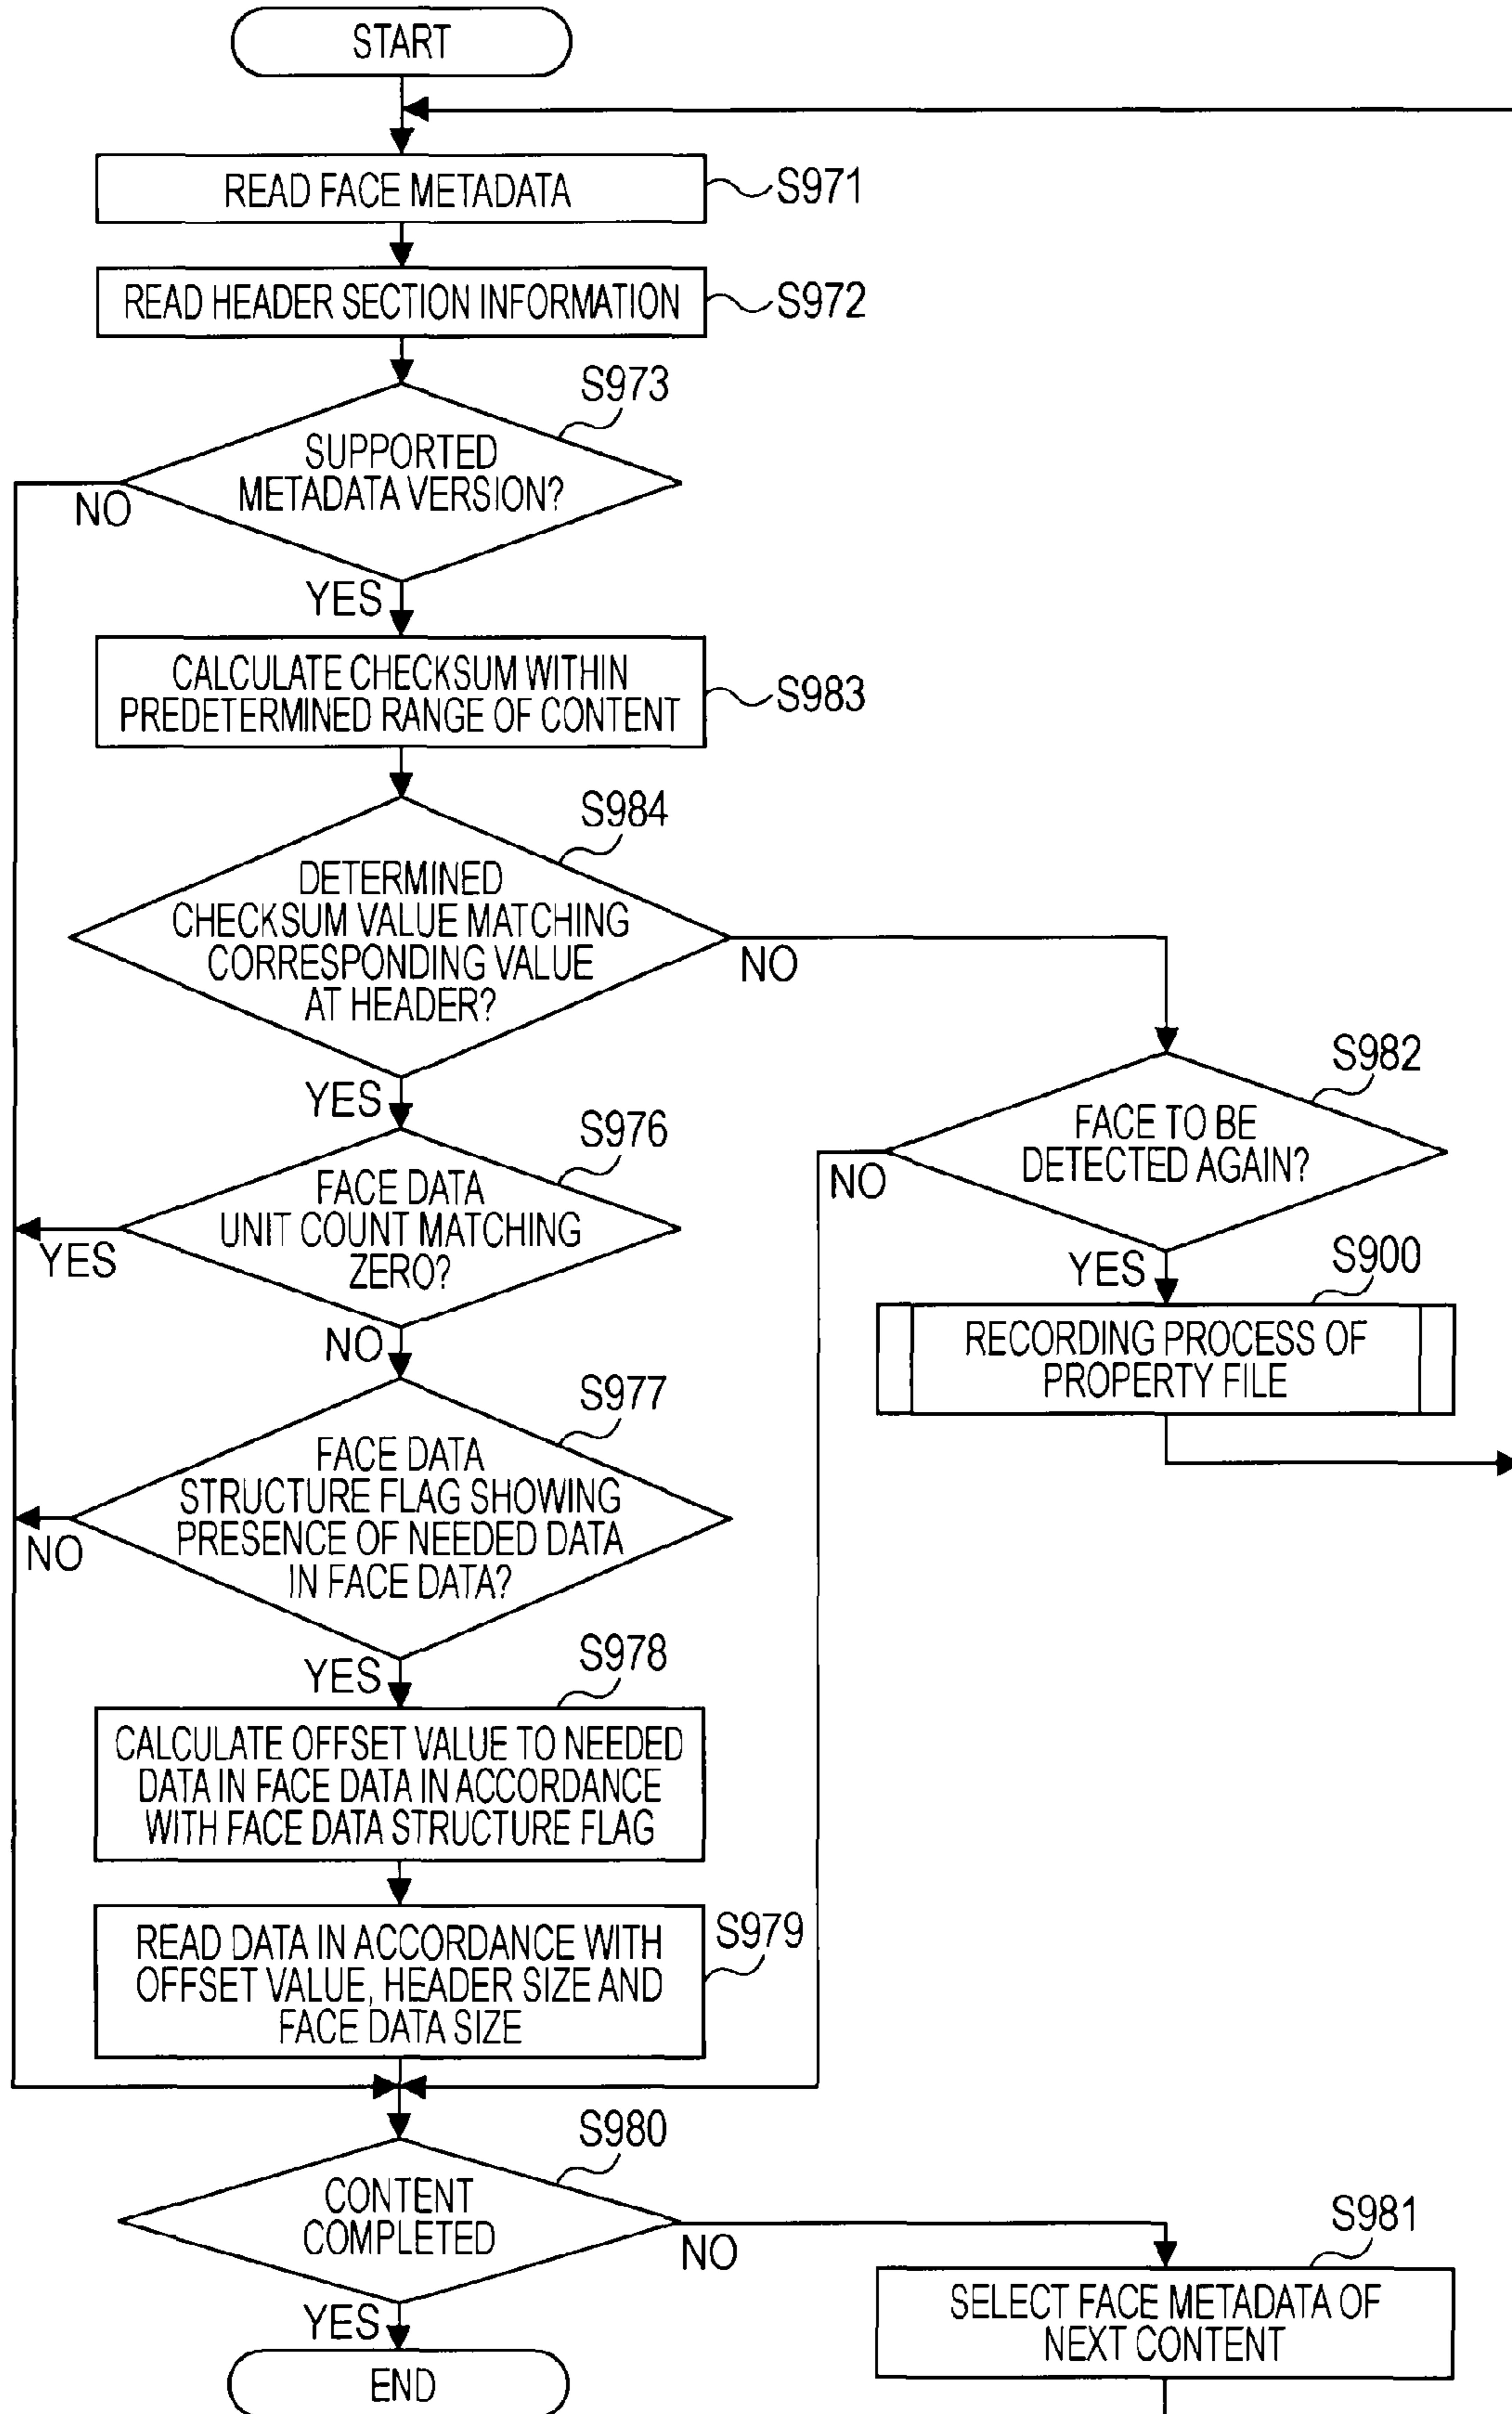 START
READ FACE METADATA
S971
READ HEADER SECTION INFORMATION
S972
S973
SUPPORTED
METADATA VERSION?
NO
YES
CALCULATE CHECKSUM WITHIN
PREDETERMINED RANGE OF CONTENT
S983
S984
DETERMINED
CHECKSUM VALUE MATCHING
CORRESPONDING VALUE
AT HEADER?
NO
YES
S982
FACE TO BE
DETECTED AGAIN?
NO
YES
S900
RECORDING PROCESS OF
PROPERTY FILE
S976
FACE DATA
UNIT COUNT MATCHING
ZERO?
YES
NO
S977
FACE DATA
STRUCTURE FLAG SHOWING
PRESENCE OF NEEDED DATA
IN FACE DATA?
NO
YES
S978
CALCULATE OFFSET VALUE TO NEEDED
DATA IN FACE DATA IN ACCORDANCE
WITH FACE DATA STRUCTURE FLAG
S979
READ DATA IN ACCORDANCE WITH
OFFSET VALUE, HEADER SIZE AND
FACE DATA SIZE
S980
CONTENT
COMPLETED
NO
YES
S981
SELECT FACE METADATA OF
NEXT CONTENT
END